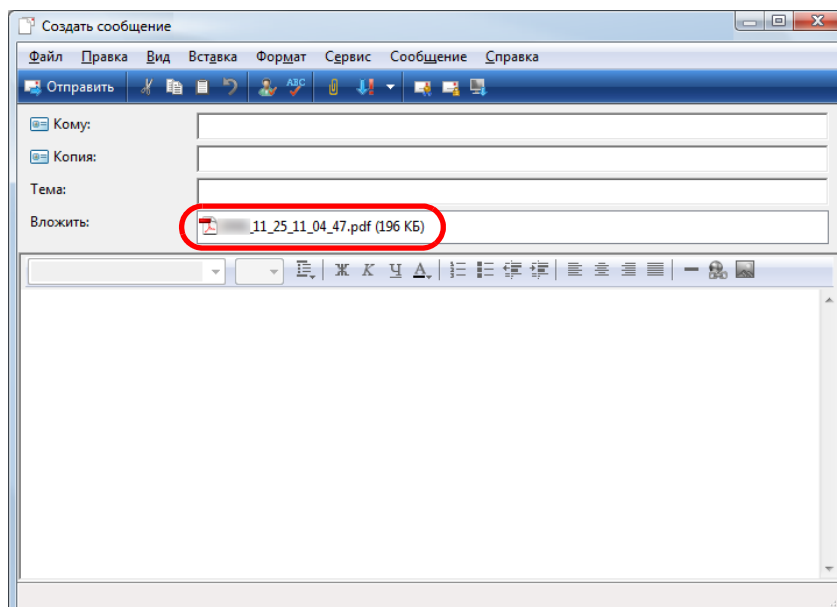 Создать сообщение
Файл Правка Вид Вставка Формат Сервис Сообщение Справка
Отправить ABC
Кому:
Копия:
Тема:
Вложить: _11_25_11_04_47.pdf (196 КБ)
Ж К Ч А